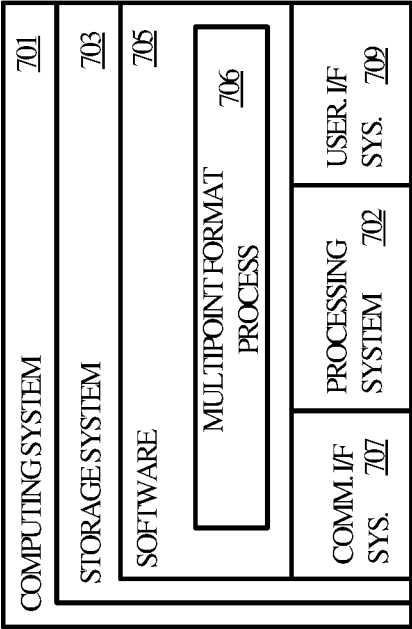 COMPUTING SYSTEM 701
STORAGE SYSTEM 703
SOFTWARE 705
MULTIPOINT FORMAT 706
PROCESS
COMM. I/F
SYS. 707
PROCESSING
SYSTEM 702
USER. I/F
SYS. 709